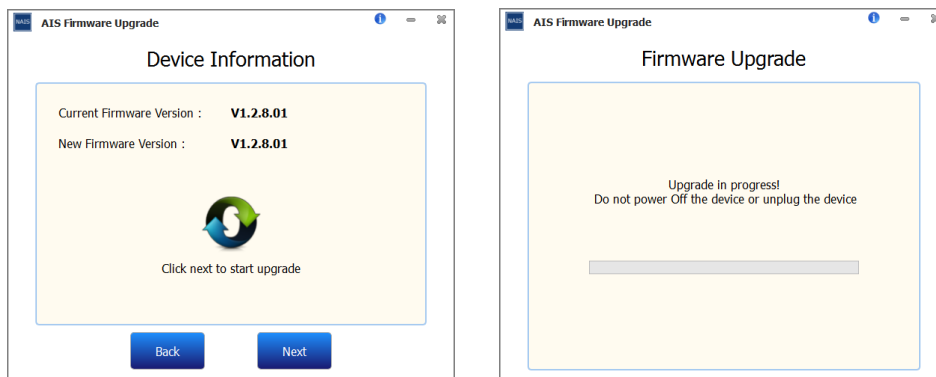 NAIS AIS Firmware Upgrade
Device Information
Current Firmware Version : V1.2.8.01
New Firmware Version : V1.2.8.01
Click next to start upgrade
Back Next
NAIS AIS Firmware Upgrade
Firmware Upgrade
Upgrade in progress!
Do not power Off the device or unplug the device